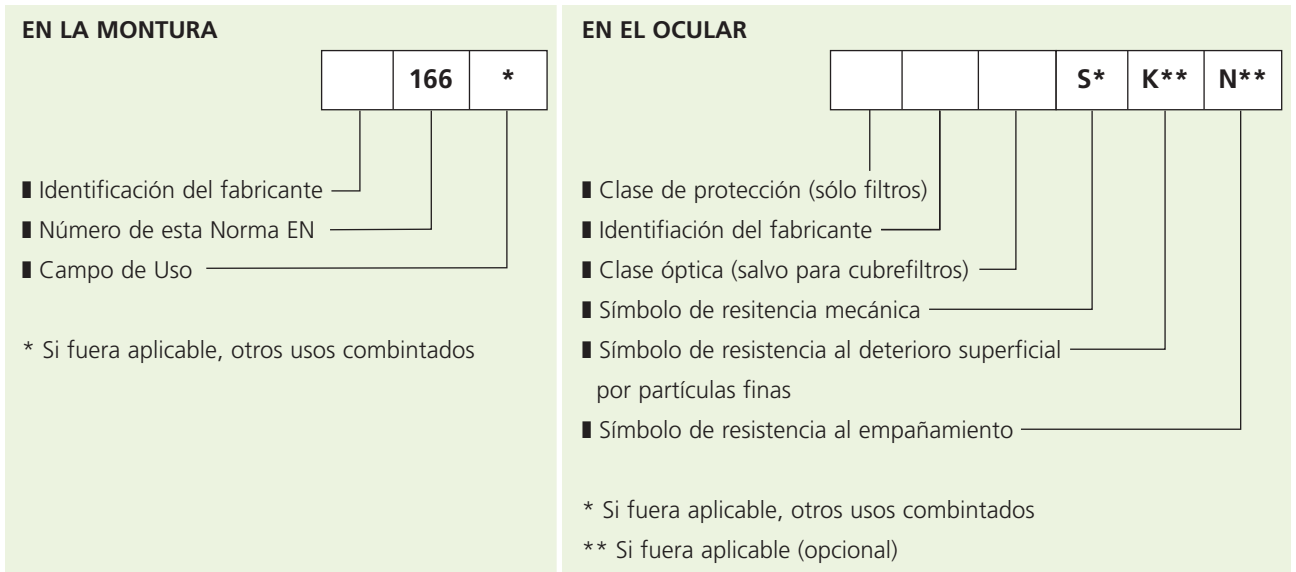 EN LA MONTURA
166 *
▮ Identificación del fabricante
▮ Número de esta Norma EN
▮ Campo de Uso
* Si fuera aplicable, otros usos combintados
EN EL OCULAR
S* K** N**
▮ Clase de protección (sólo filtros)
▮ Identifiación del fabricante
▮ Clase óptica (salvo para cubrefiltros)
▮ Símbolo de resitencia mecánica
▮ Símbolo de resistencia al deterioro superficial
por partículas finas
▮ Símbolo de resistencia al empañamiento
* Si fuera aplicable, otros usos combintados
** Si fuera aplicable (opcional)